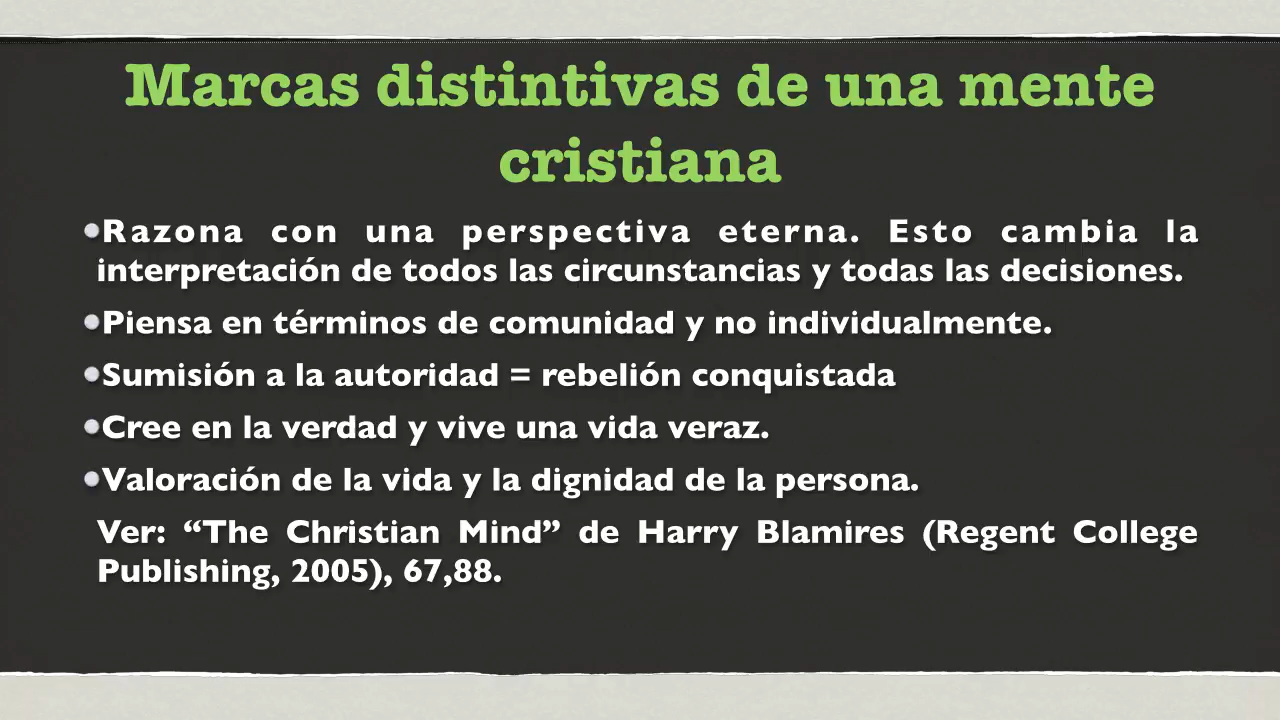 Marcas distintivas de una mente
cristiana
•Razona con una perspectiva eterna. Esto cambia la
interpretación de todos las circunstancias y todas las decisiones.
•Piensa en términos de comunidad y no individualmente.
•Sumisión a la autoridad = rebelión conquistada
•Cree en la verdad y vive una vida veraz.
•Valoración de la vida y la dignidad de la persona.
Ver: “The Christian Mind” de Harry Blamires (Regent College
Publishing, 2005), 67,88.